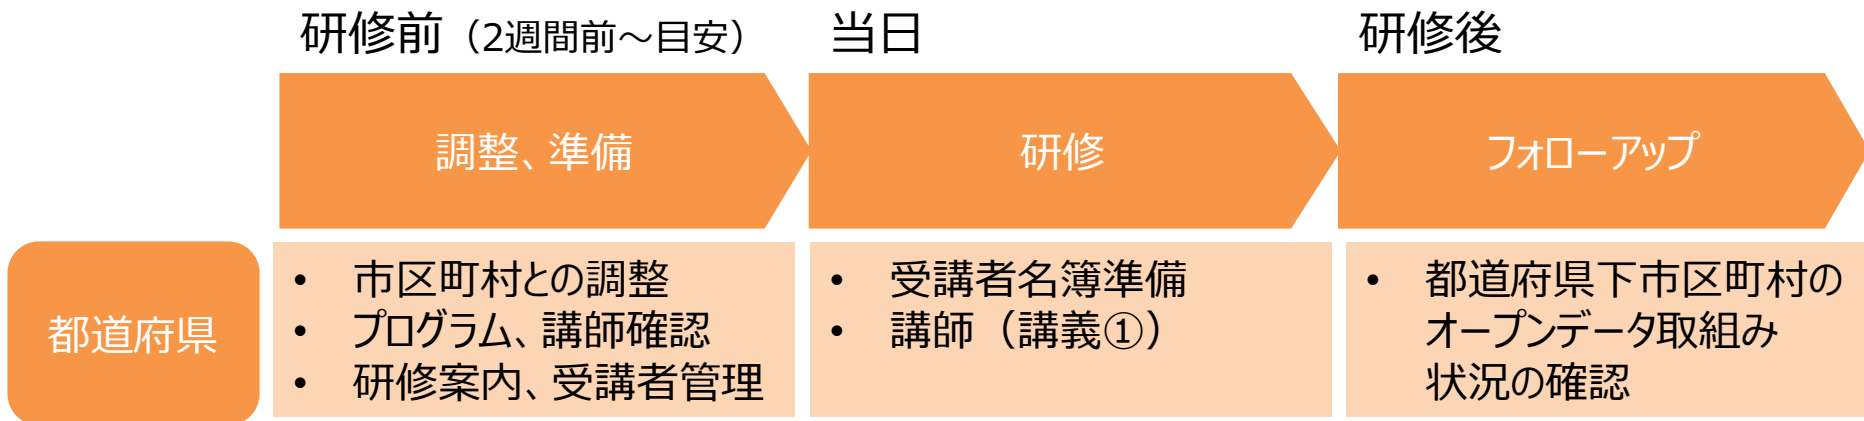 研修前（2週間前～目安）
当日
研修後
調整、準備
研修
フォローアップ
都道府県
• 市区町村との調整
• プログラム、講師確認
• 研修案内、受講者管理
• 受講者名簿準備
• 講師（講義①）
• 都道府県下市区町村の
オープンデータ取組み
状況の確認